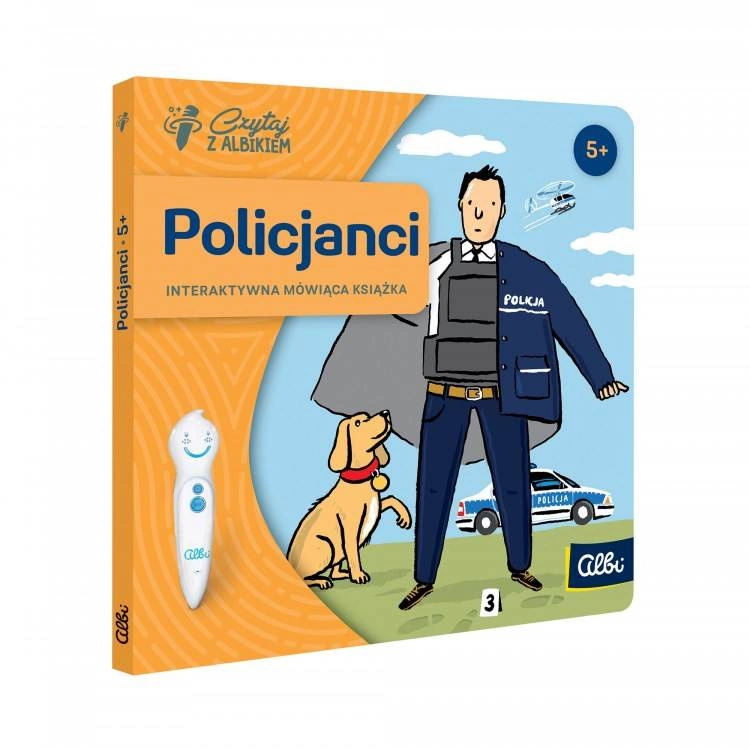 Czytaj
Z ALBIKIEM
5+
Policjanci
INTERAKTYWNA MÓWIĄCA KSIĄŻKA
POLICJA
POLICJA
3
Albi
Policjanci • 5+
Albi
albi